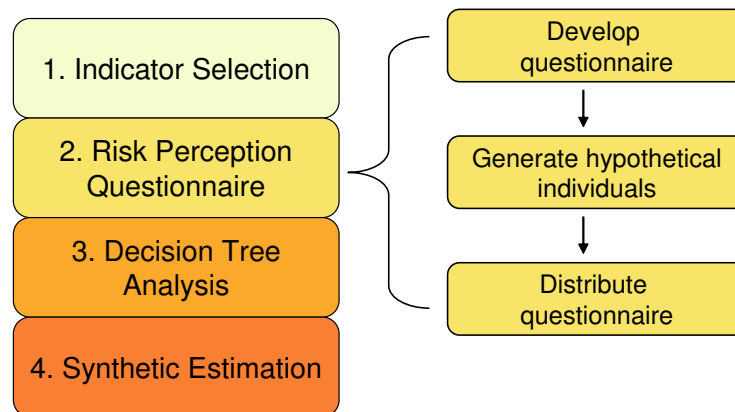 1. Indicator Selection
2. Risk Perception
Questionnaire
3. Decision Tree
Analysis
4. Synthetic Estimation
Develop
questionnaire
Generate hypothetical
individuals
Distribute
questionnaire